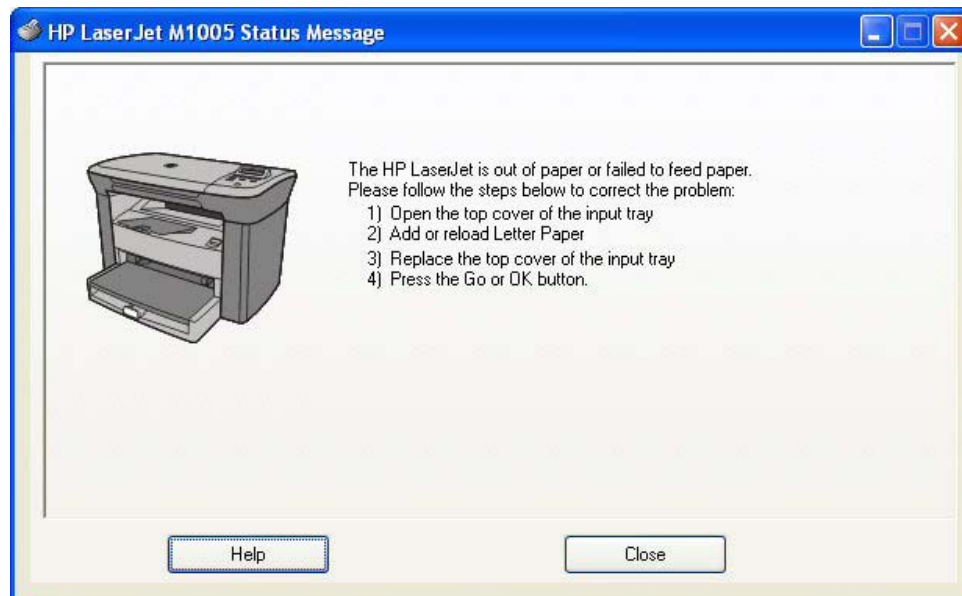 HP LaserJet M1005 Status Message
The HP LaserJet is out of paper or failed to feed paper.
Please follow the steps below to correct the problem:
1) Open the top cover of the input tray
2) Add or reload Letter Paper
3) Replace the top cover of the input tray
4) Press the Go or OK button.
Help
Close